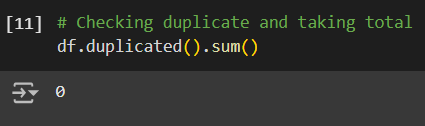 [11] # Checking duplicate and taking total
df.duplicated().sum()
0